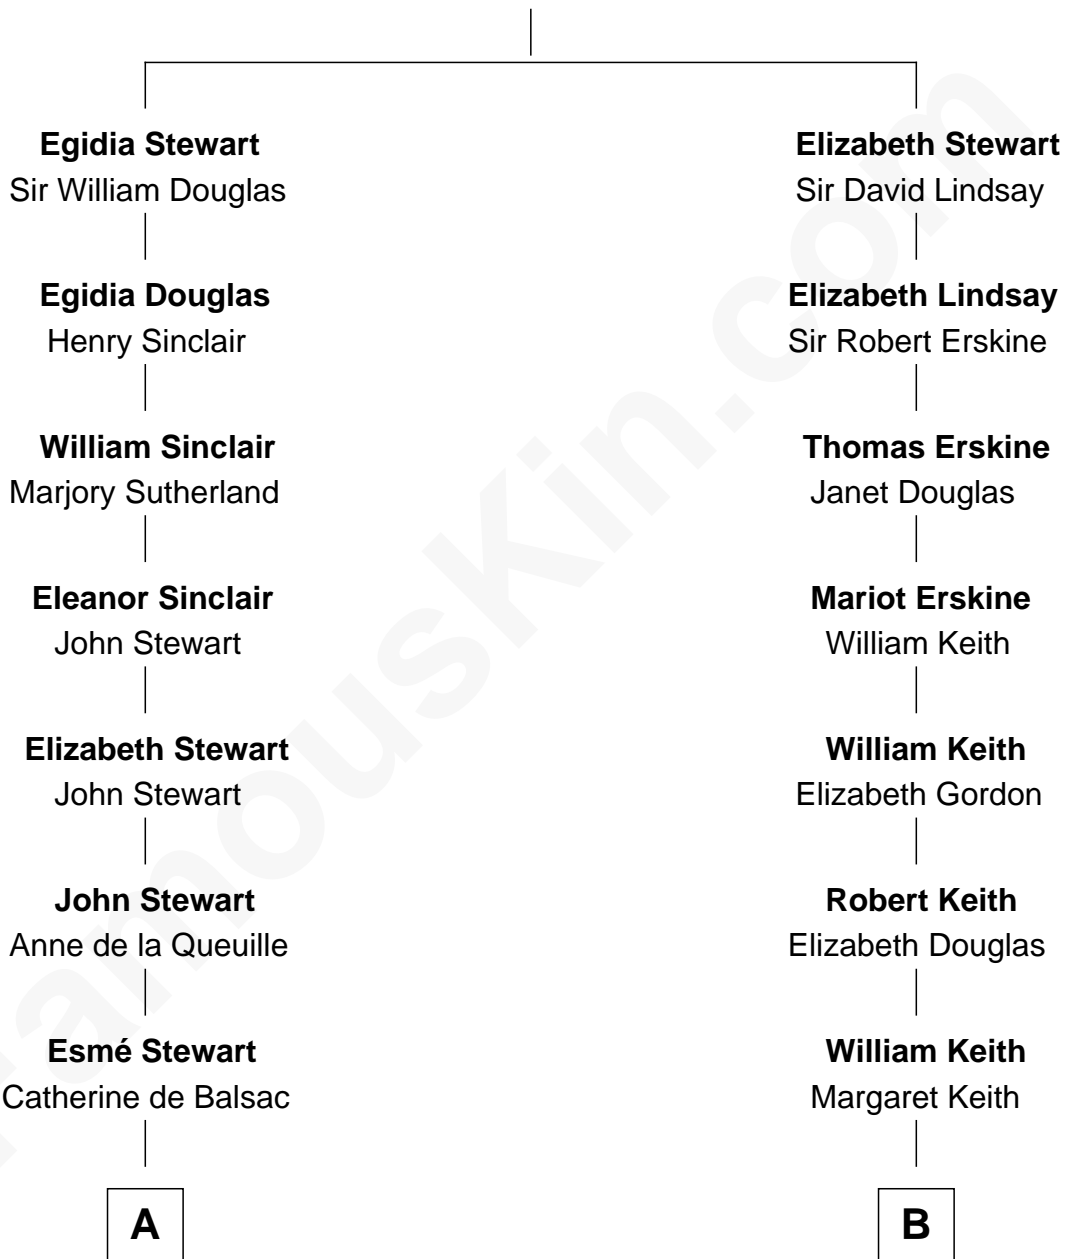 Egidia Stewart
Sir William Douglas
Egidia Douglas
Henry Sinclair
William Sinclair
Marjory Sutherland
Eleanor Sinclair
John Stewart
Elizabeth Stewart
John Stewart
John Stewart
Anne de la Queuille
Esmé Stewart
Catherine de Balsac
A
Elizabeth Stewart
Sir David Lindsay
Elizabeth Lindsay
Sir Robert Erskine
Thomas Erskine
Janet Douglas
Mariot Erskine
William Keith
William Keith
Elizabeth Gordon
Robert Keith
Elizabeth Douglas
William Keith
Margaret Keith
B
FamousKin.com